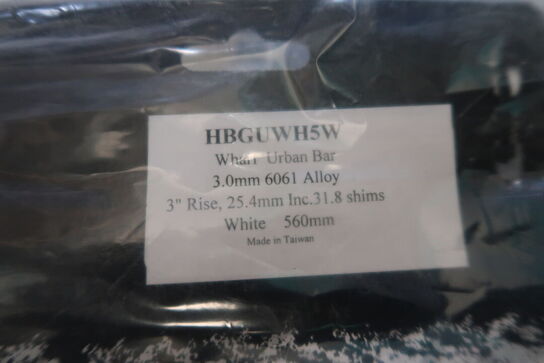 HBGUWH5W
Wharf Urban Bar
3.0mm 6061 Alloy
3" Rise, 25.4mm Inc.31.8 shims
White 560mm
Made in Taiwan